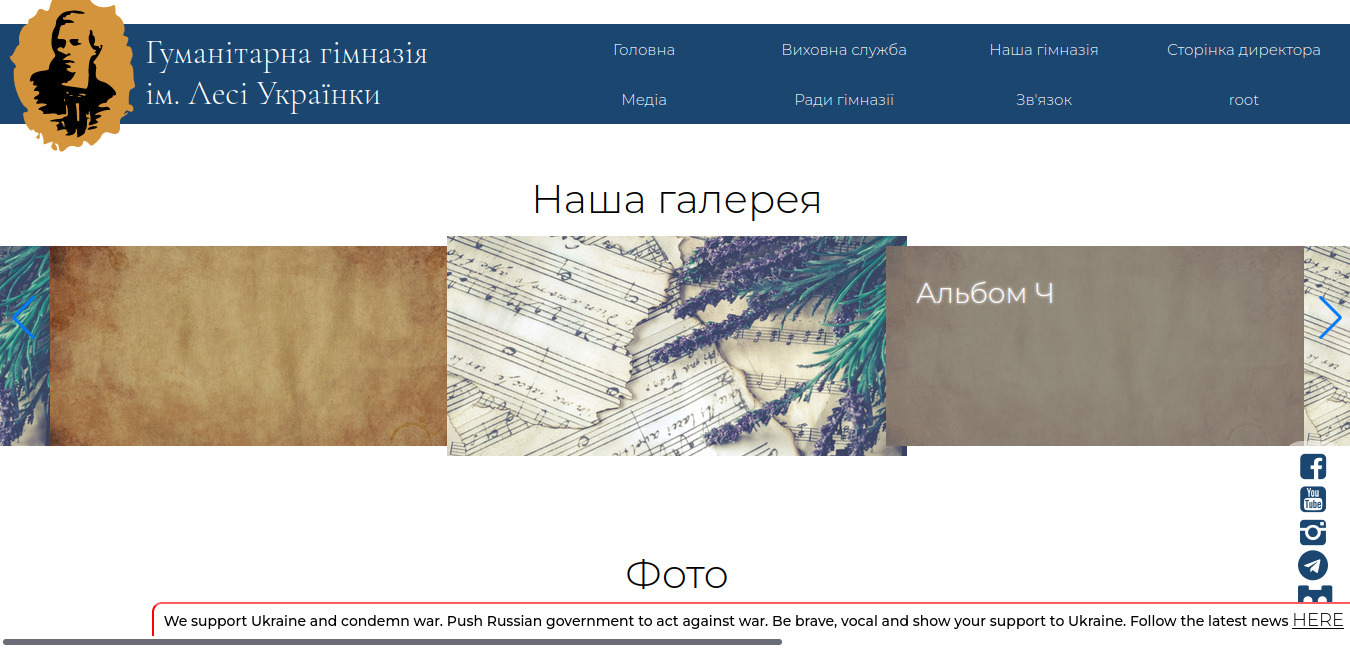 Гуманітарна гімназія
ім. Лесі Українки
Головна
Виховна служба
Наша гімназія
Сторінка директора
Медіа
Ради гімназії
Зв'язок
root
Наша галерея
Альбом Ч
You
Tube
Фото
We support Ukraine and condemn war. Push Russian government to act against war. Be brave, vocal and show your support to Ukraine. Follow the latest news HERE